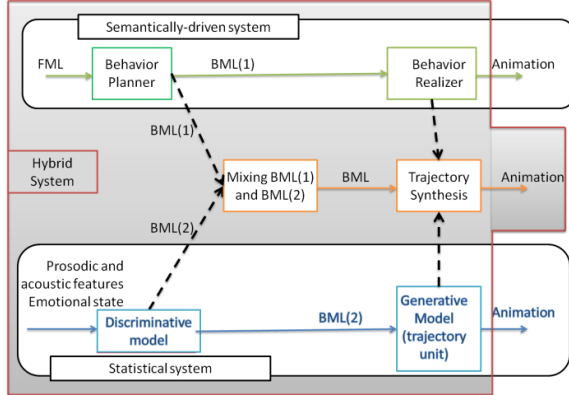 Semantically-driven system
FML
Behavior
Planner
BML(1)
Behavior
Realizer
Animation
BML(1)
Hybrid
System
Mixing BML(1)
and BML(2)
BML
Trajectory
Synthesis
Animation
BML(2)
Prosodic and
acoustic features
Emotional state
Discriminative
model
BML(2)
Generative
Model
(trajectory
unit)
Animation
Statistical system